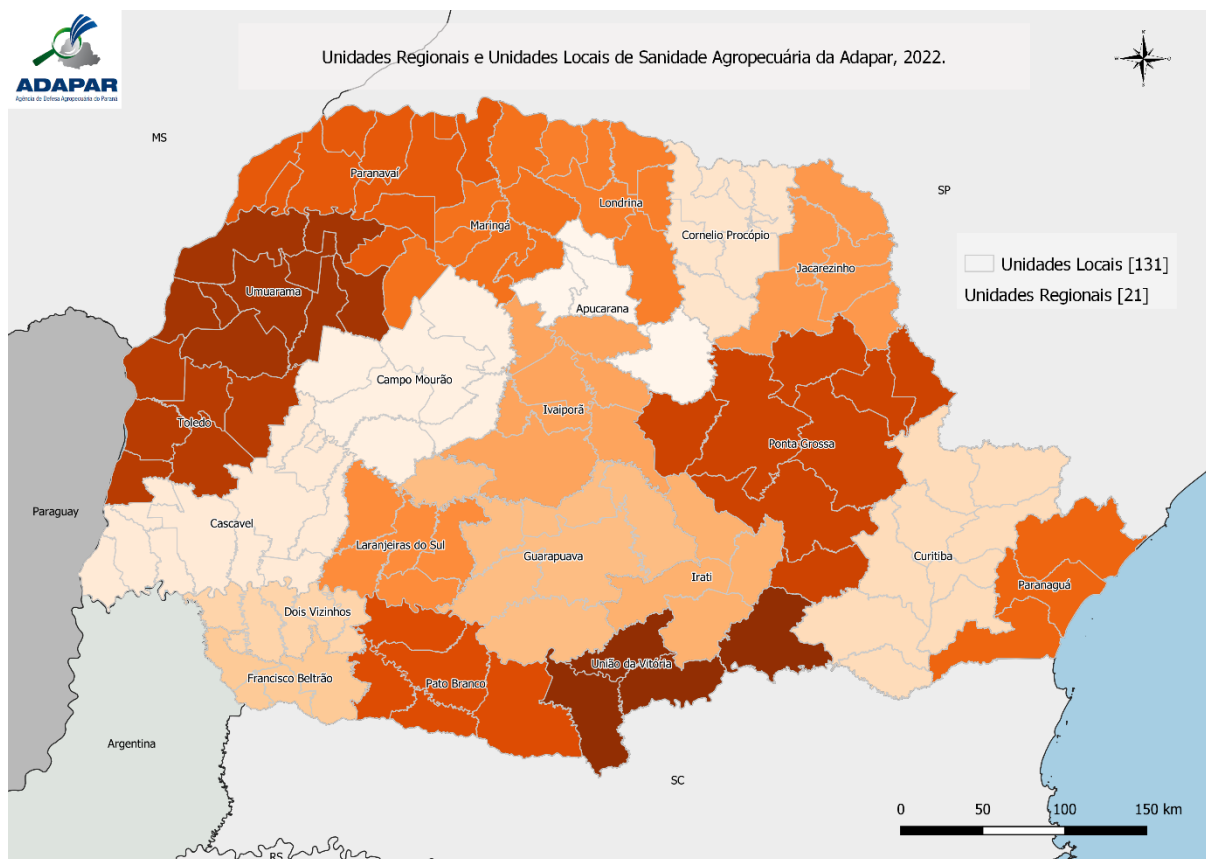 ADAPAR
Agência de Defesa Agropecuária do Paraná
Unidades Regionais e Unidades Locais de Sanidade Agropecuária da Adapar, 2022.
N
S
MS
SP
Paranavaí
Londrina
Maringá
Cornelio Procópio
Jacarezinho
Unidades Locais [131]
Unidades Regionais [21]
Umuarama
Apucarana
Campo Mourão
Ivaiporã
Toledo
Ponta Grossa
Paraguay
Cascavel
Laranjeiras do Sul
Guarapuava
Irati
Curitiba
Paranaguá
Dois Vizinhos
União da Vitória
Francisco Beltrão
Pato Branco
Argentina
SC
0 50 100 150 km
RS